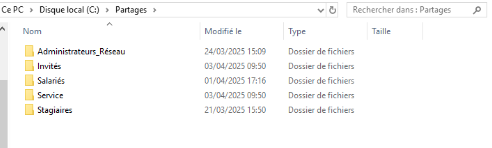 Ce PC > Disque local (C:) > Partages > Rechercher dans : Partages
Nom Modifié le Type Taille
Administrateurs_Réseau 24/03/2025 15:09 Dossier de fichiers
Invités 03/04/2025 09:50 Dossier de fichiers
Salariés 01/04/2025 17:16 Dossier de fichiers
Service 03/04/2025 09:50 Dossier de fichiers
Stagiaires 21/03/2025 15:50 Dossier de fichiers